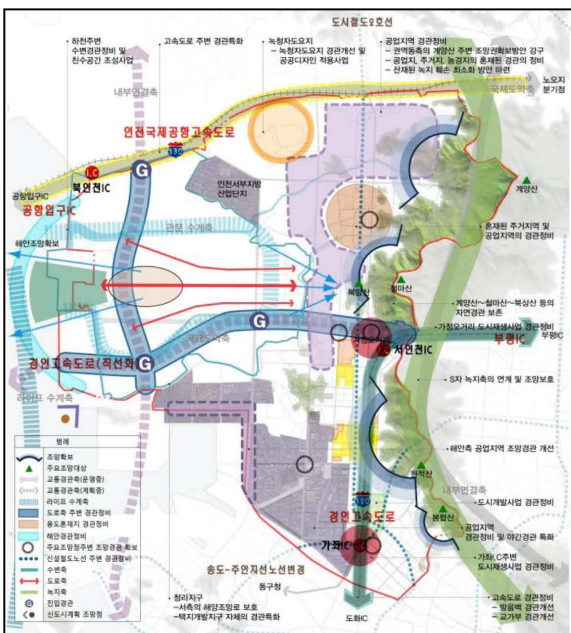 도시철도2호선
• 하천주변
수변경관정비 및
친수공간 조성사업
• 고속도로 주변 경관특화
• 녹청자도요지
– 녹청자도요지 경관개선 및
공공디자인 적용사업
• 공업지역 경관정비
– 권역동측의 계양산 주변 조망권확보방안 강구
– 공업지, 주거지, 농경지의 혼재된 경관의 정비
– 산재된 녹지 훼손 최소화 방안 마련
노오지
분기점
국제도약축
내부연결축
인천국제공항고속도로
130
I.C
북인천IC
G
공항입구IC
공항입구IC
인천서부지방
산업단지
계양산
• 혼재된 주거지역 및
공업지역의 경관정비
해안조망확보
관문 수계축
북망산
철마산
• 계양산~철마산~북상산 등의
자연경관 보존
G
• 가정오거리 도시재생사업 경관정비
부평IC
부평IC
서인천IC
경인고속도로(직선화)
G
• S자 녹지축의 연계 및 조망보호
라이프 수계축
• 해안측 공업지역 조망경관 개선
원적산
내부연결축
• 도시개발사업 경관정비
봉화산
경인고속도로
• 공업지역
경관정비 및 야간경관 특화
가좌IC
• 가좌I.C주변
도시재생사업 경관정비
송도~주안지선노선변경
동구청
• 청라지구
–서측의 해양조망로 보호
–택지개발지구 자체의 경관특화
도화IC
• 고속도로 경관정비
– 방음벽 경관개선
– 교가부 경관개선
범례
조망확보
주요조망대상
교통경관축(운영중)
교통경관축(계획중)
라이프 수계축
도로축 주변 경관정비
용도혼재지 경관정비
해안경관정비
주요조망점주변 조망경관 확보
신설철도노선 주변 경관정비
수변축
도로축
녹지축
G 진입경관
신도시계획 조망점